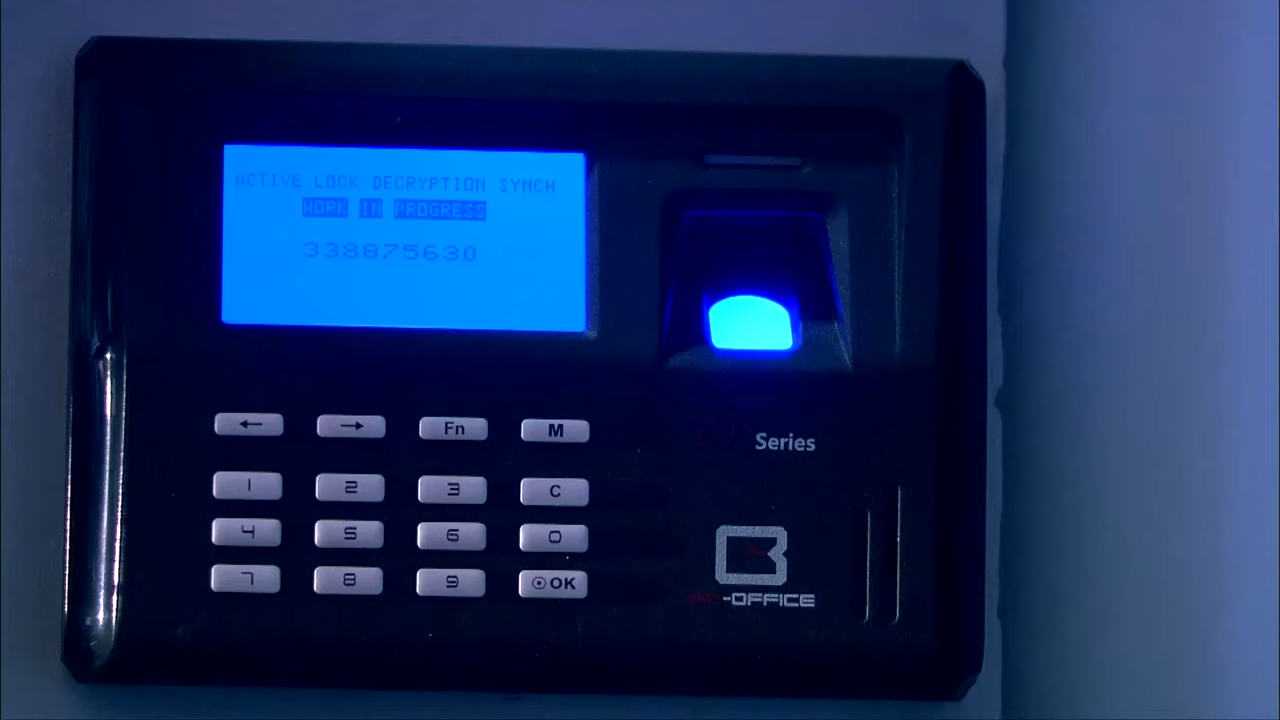 ACTIVE LOCK DECRYPTION SYNCH
WORK IN PROGRESS
338875630
← → Fn M
1 2 3 C
4 5 6 0
7 8 9 OK
Series
-OFFICE